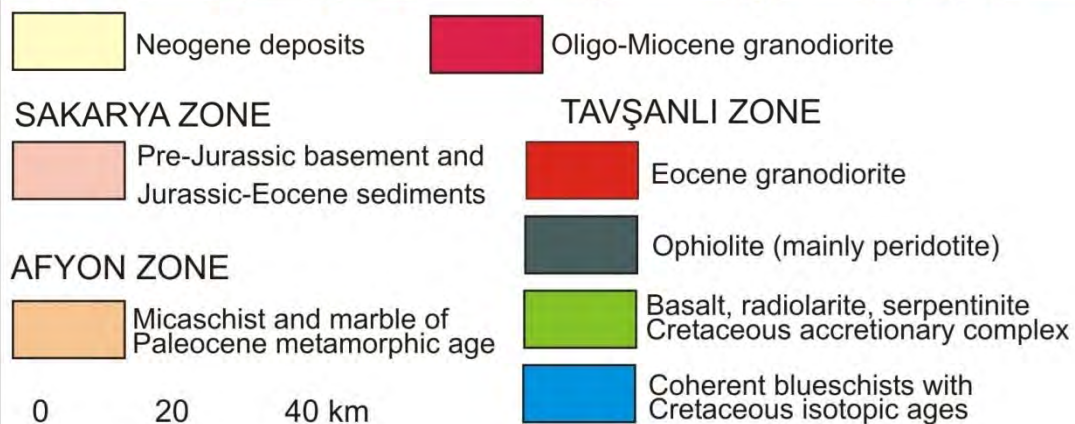 Neogene deposits
Oligo-Miocene granodiorite
SAKARYA ZONE
Pre-Jurassic basement and
Jurassic-Eocene sediments
AFYON ZONE
Micaschist and marble of
Paleocene metamorphic age
0 20 40 km
TAVŞANLI ZONE
Eocene granodiorite
Ophiolite (mainly peridotite)
Basalt, radiolarite, serpentinite
Cretaceous accretionary complex
Coherent blueschists with
Cretaceous isotopic ages